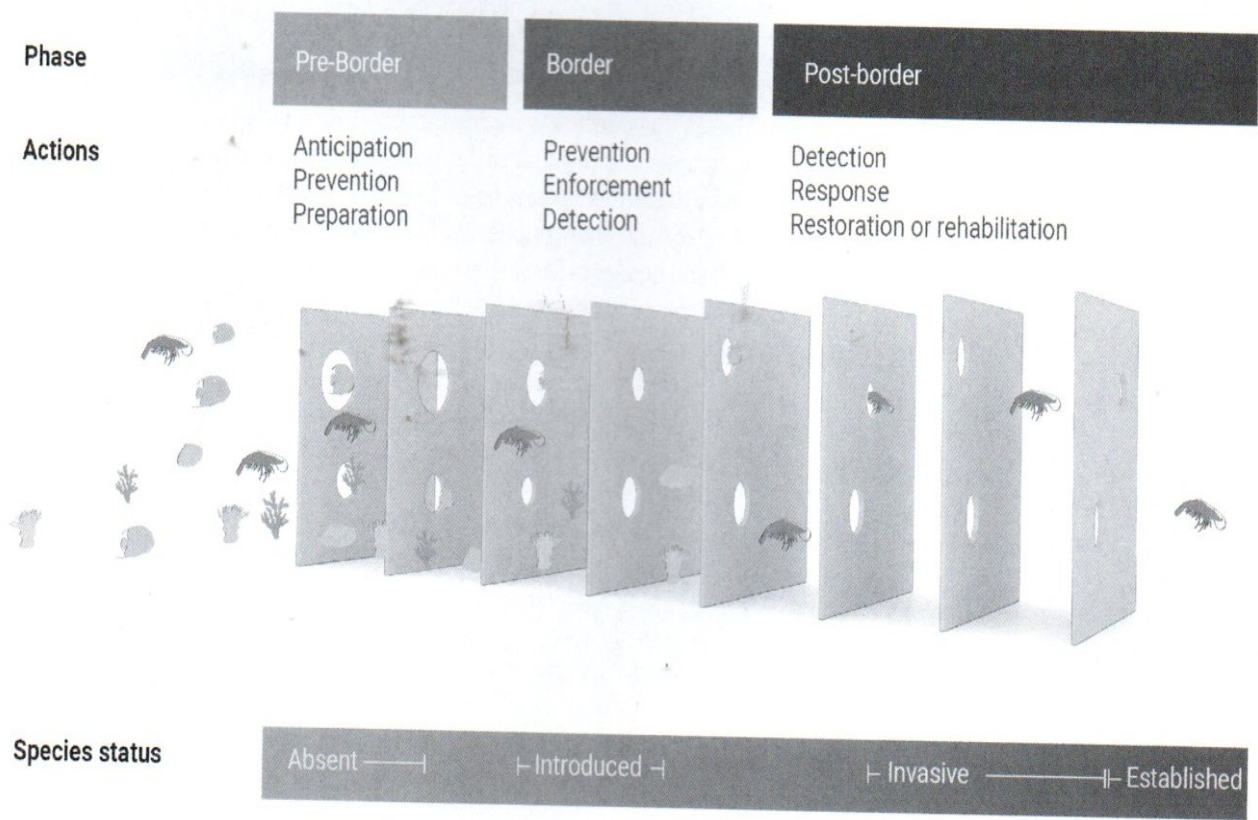 Phase
Pre-Border
Border
Post-border
Actions
Anticipation
Prevention
Preparation
Prevention
Enforcement
Detection
Detection
Response
Restoration or rehabilitation
Species status
Absent
Introduced
Invasive
Established